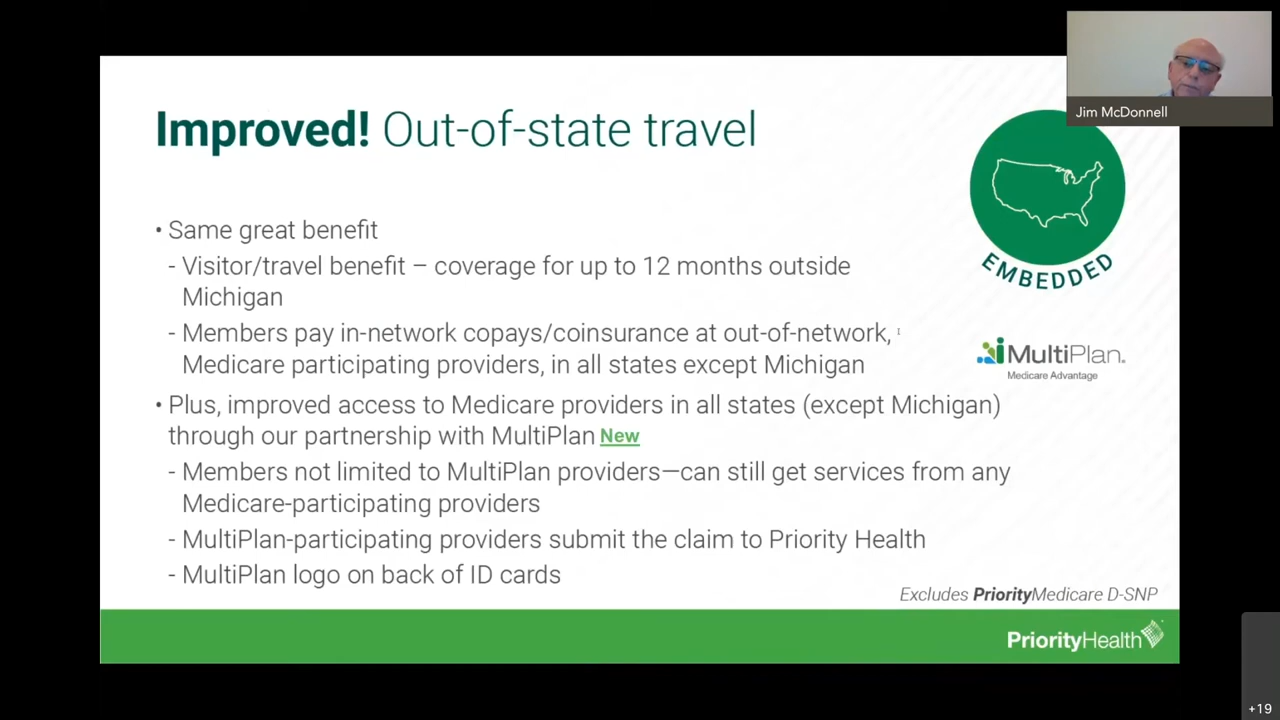 Jim McDonnell
Improved! Out-of-state travel
EMBEDDED
• Same great benefit
- Visitor/travel benefit – coverage for up to 12 months outside
Michigan
- Members pay in-network copays/coinsurance at out-of-network,
Medicare participating providers, in all states except Michigan
MultiPlan.
Medicare Advantage
• Plus, improved access to Medicare providers in all states (except Michigan)
through our partnership with MultiPlan New
- Members not limited to MultiPlan providers—can still get services from any
Medicare-participating providers
- MultiPlan-participating providers submit the claim to Priority Health
- MultiPlan logo on back of ID cards
Excludes PriorityMedicare D-SNP
PriorityHealth
+19